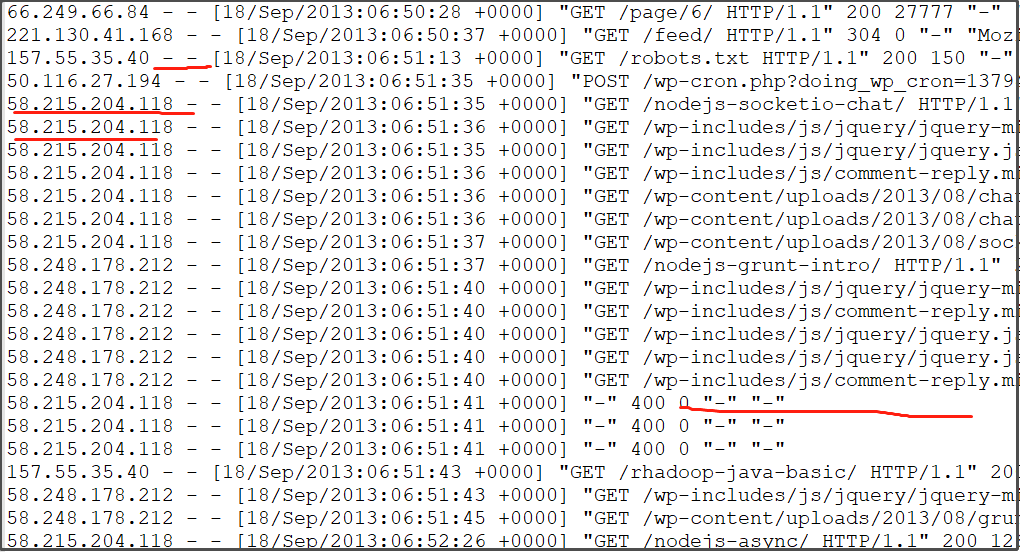 66.249.66.84 - - [18/Sep/2013:06:50:28 +0000] "GET /page/6/ HTTP/1.1" 200 27777 "-"
221.130.41.168 - - [18/Sep/2013:06:50:37 +0000] "GET /feed/ HTTP/1.1" 304 0 "-" "Mozi
157.55.35.40 - - [18/Sep/2013:06:51:13 +0000] "GET /robots.txt HTTP/1.1" 200 150 "-"
50.116.27.194 - - [18/Sep/2013:06:51:35 +0000] "POST /wp-cron.php?doing_wp_cron=1379
58.215.204.118 - - [18/Sep/2013:06:51:35 +0000] "GET /nodejs-socketio-chat/ HTTP/1.1
58.215.204.118 - - [18/Sep/2013:06:51:36 +0000] "GET /wp-includes/js/jquery/jquery-mi
58.215.204.118 - - [18/Sep/2013:06:51:35 +0000] "GET /wp-includes/js/jquery/jquery.js
58.215.204.118 - - [18/Sep/2013:06:51:36 +0000] "GET /wp-includes/js/comment-reply.mi
58.215.204.118 - - [18/Sep/2013:06:51:36 +0000] "GET /wp-content/uploads/2013/08/chat
58.215.204.118 - - [18/Sep/2013:06:51:36 +0000] "GET /wp-content/uploads/2013/08/chat
58.215.204.118 - - [18/Sep/2013:06:51:37 +0000] "GET /wp-content/uploads/2013/08/sock
58.248.178.212 - - [18/Sep/2013:06:51:37 +0000] "GET /nodejs-grunt-intro/ HTTP/1.1"
58.248.178.212 - - [18/Sep/2013:06:51:40 +0000] "GET /wp-includes/js/jquery/jquery-mi
58.248.178.212 - - [18/Sep/2013:06:51:40 +0000] "GET /wp-includes/js/comment-reply.mi
58.248.178.212 - - [18/Sep/2013:06:51:40 +0000] "GET /wp-includes/js/jquery/jquery.js
58.248.178.212 - - [18/Sep/2013:06:51:40 +0000] "GET /wp-includes/js/jquery/jquery.js
58.248.178.212 - - [18/Sep/2013:06:51:40 +0000] "GET /wp-includes/js/comment-reply.mi
58.215.204.118 - - [18/Sep/2013:06:51:41 +0000] "-" 400 0 "-" "-"
58.215.204.118 - - [18/Sep/2013:06:51:41 +0000] "-" 400 0 "-" "-"
58.215.204.118 - - [18/Sep/2013:06:51:41 +0000] "-" 400 0 "-" "-"
157.55.35.40 - - [18/Sep/2013:06:51:43 +0000] "GET /rhadoop-java-basic/ HTTP/1.1" 20
58.248.178.212 - - [18/Sep/2013:06:51:43 +0000] "GET /wp-includes/js/jquery/jquery-mi
58.248.178.212 - - [18/Sep/2013:06:51:45 +0000] "GET /wp-content/uploads/2013/08/grun
58.215.204.118 - - [18/Sep/2013:06:52:26 +0000] "GET /nodejs-async/ HTTP/1.1" 200 12